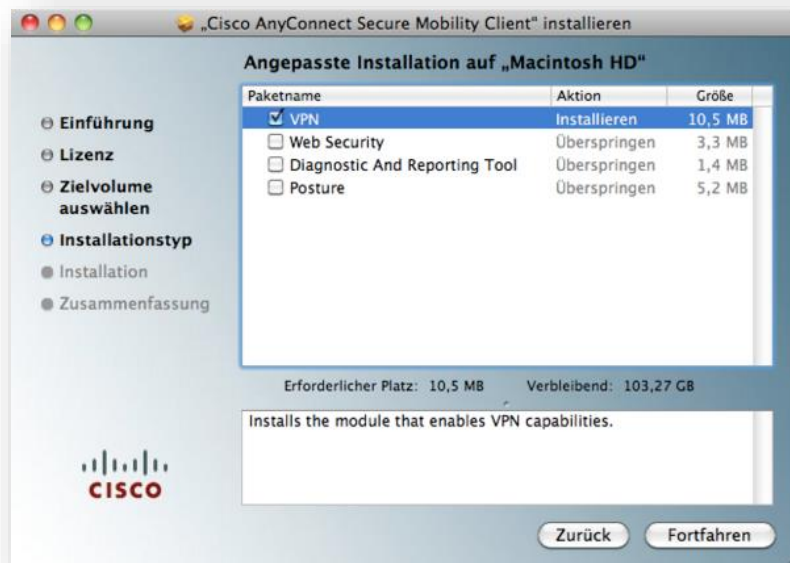 „Cisco AnyConnect Secure Mobility Client" installieren
Angepasste Installation auf „Macintosh HD"
Einführung
Lizenz
Zielvolume
auswählen
Installationstyp
Installation
Zusammenfassung
Paketname Aktion Größe
VPN Installieren 10,5 MB
Web Security Überspringen 3,3 MB
Diagnostic And Reporting Tool Überspringen 1,4 MB
Posture Überspringen 5,2 MB
Erforderlicher Platz: 10,5 MB Verbleibend: 103,27 GB
Installs the module that enables VPN capabilities.
CISCO
Zurück Fortfahren